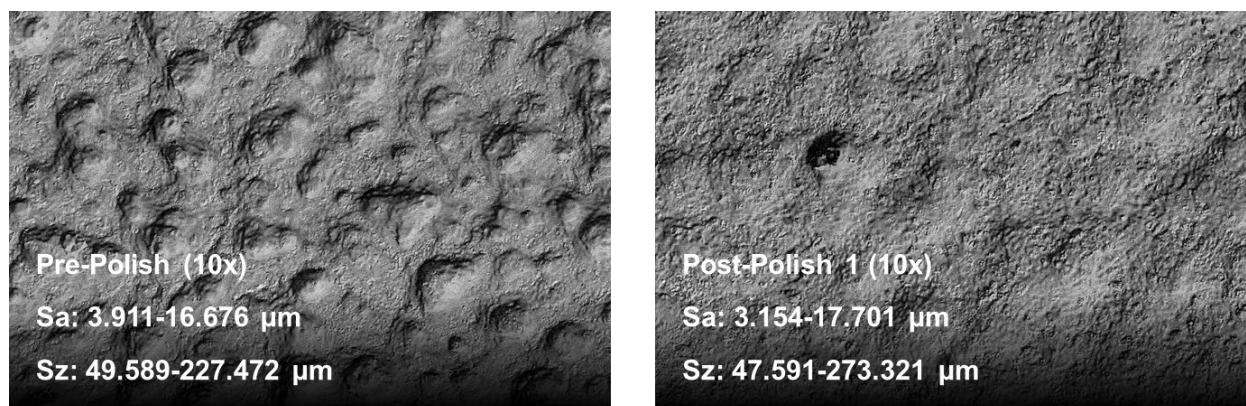 Pre-Polish (10x)
Sa: 3.911-16.676 µm
Sz: 49.589-227.472 µm
Post-Polish 1 (10x)
Sa: 3.154-17.701 µm
Sz: 47.591-273.321 µm